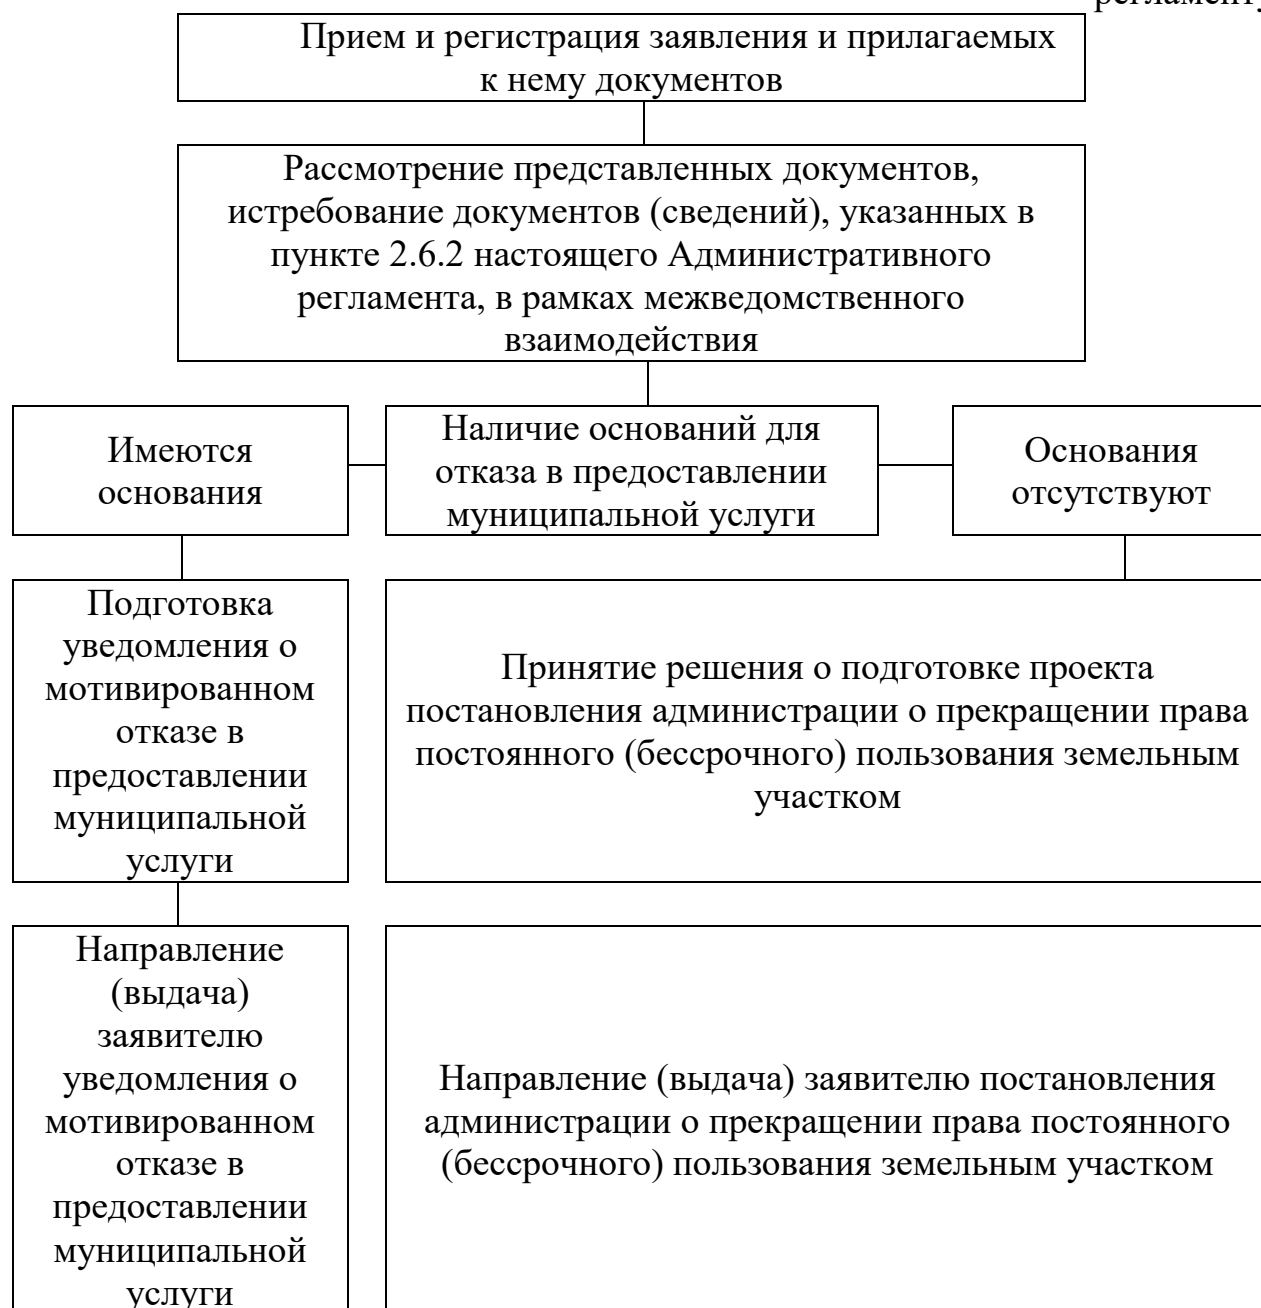 регламенту
Прием и регистрация заявления и прилагаемых
к нему документов
Рассмотрение представленных документов,
истребование документов (сведений), указанных в
пункте 2.6.2 настоящего Административного
регламента, в рамках межведомственного
взаимодействия
Имеются
основания
Наличие оснований для
отказа в предоставлении
муниципальной услуги
Основания
отсутствуют
Подготовка
уведомления о
мотивированном
отказе в
предоставлении
муниципальной
услуги
Принятие решения о подготовке проекта
постановления администрации о прекращении права
постоянного (бессрочного) пользования земельным
участком
Направление
(выдача)
заявителю
уведомления о
мотивированном
отказе в
предоставлении
муниципальной
услуги
Направление (выдача) заявителю постановления
администрации о прекращении права постоянного
(бессрочного) пользования земельным участком